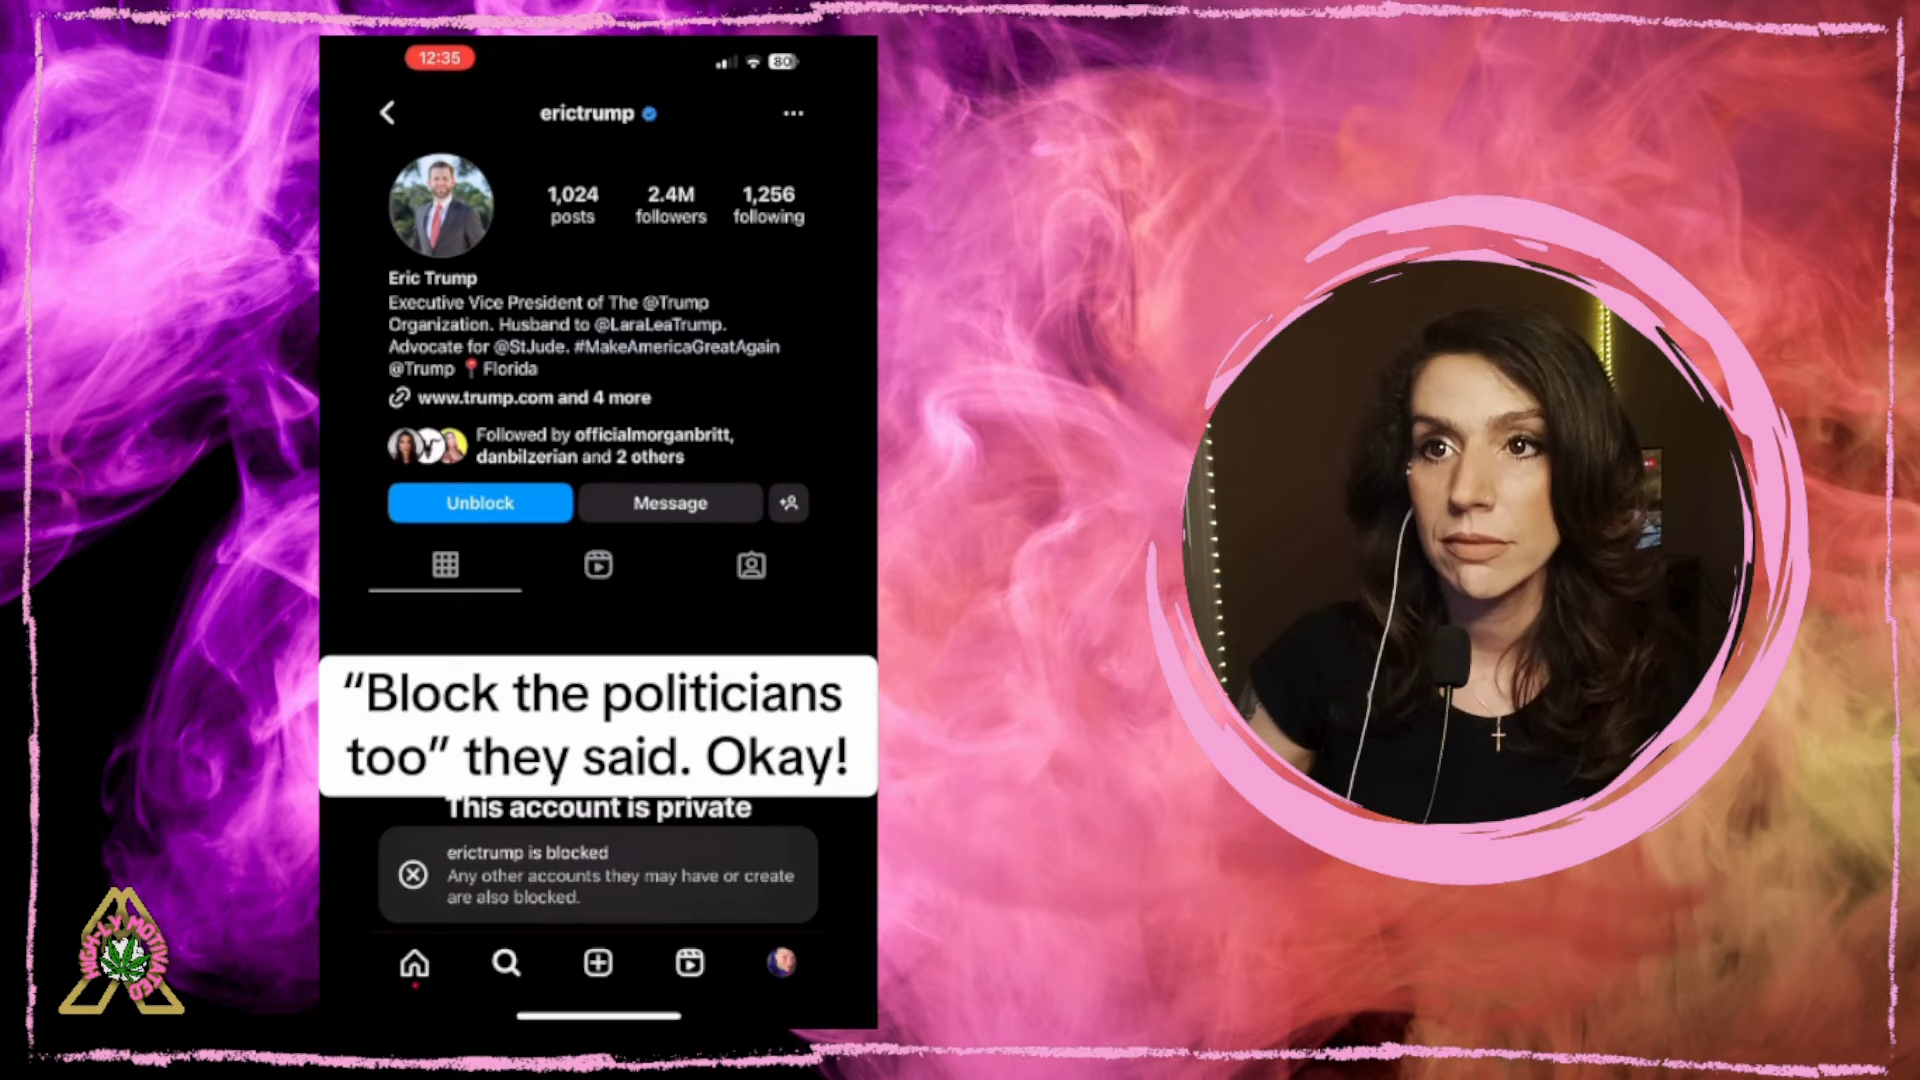 12:35
80
erictrump
1,024
posts
2.4M
followers
1,256
following
Eric Trump
Executive Vice President of The @Trump
Organization. Husband to @LaraLeaTrump.
Advocate for @StJude. #MakeAmericaGreatAgain
@Trump 📍 Florida
www.trump.com and 4 more
Followed by officialmorganbritt,
danbilzerian and 2 others
Unblock
Message
“Block the politicians
too” they said. Okay!
This account is private
erictrump is blocked
Any other accounts they may have or create
are also blocked.
HIGH-LY MOTIVATED